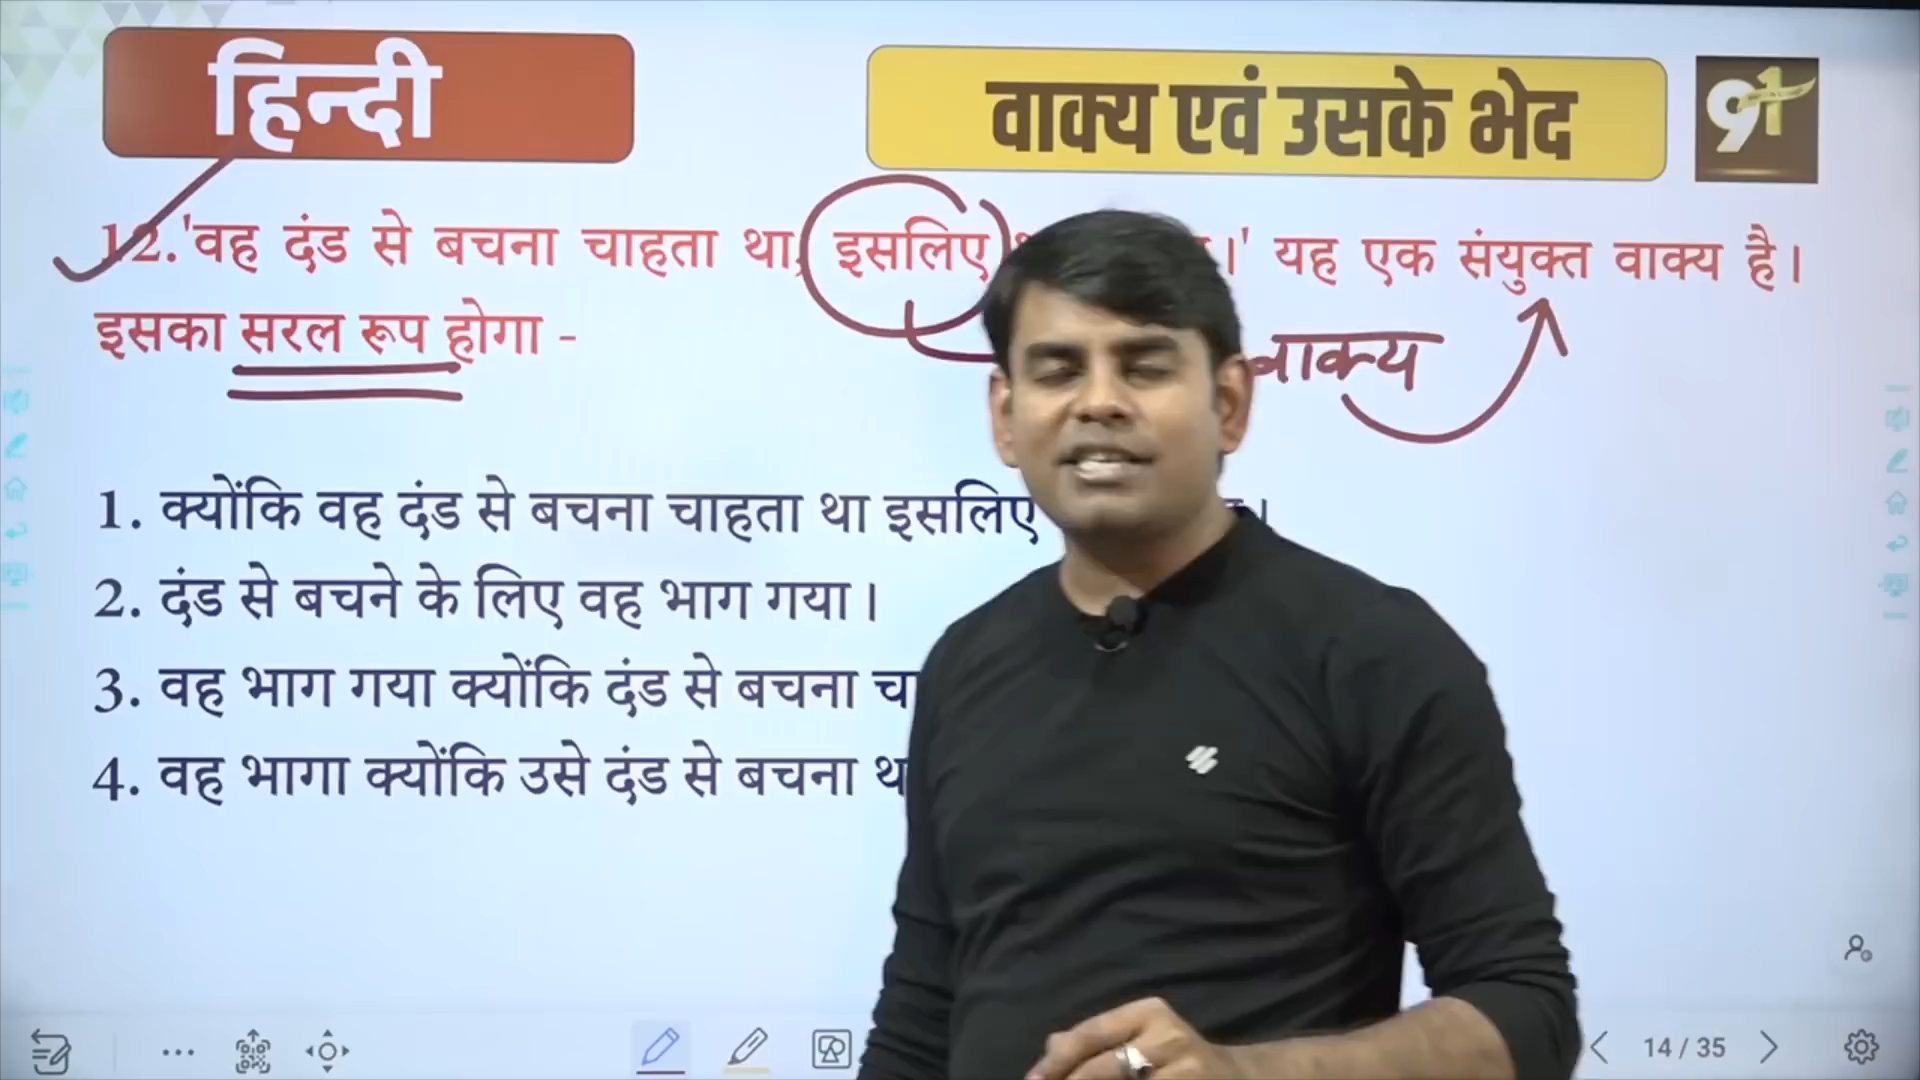 हिन्दी
वाक्य एवं उसके भेद
91
12.'वह दंड से बचना चाहता था, इसलिए ।' यह एक संयुक्त वाक्य है।
इसका सरल रूप होगा -
वाक्य
1. क्योंकि वह दंड से बचना चाहता था इसलिए ।
2. दंड से बचने के लिए वह भाग गया।
3. वह भाग गया क्योंकि दंड से बचना
4. वह भागा क्योंकि उसे दंड से बचना
14 / 35